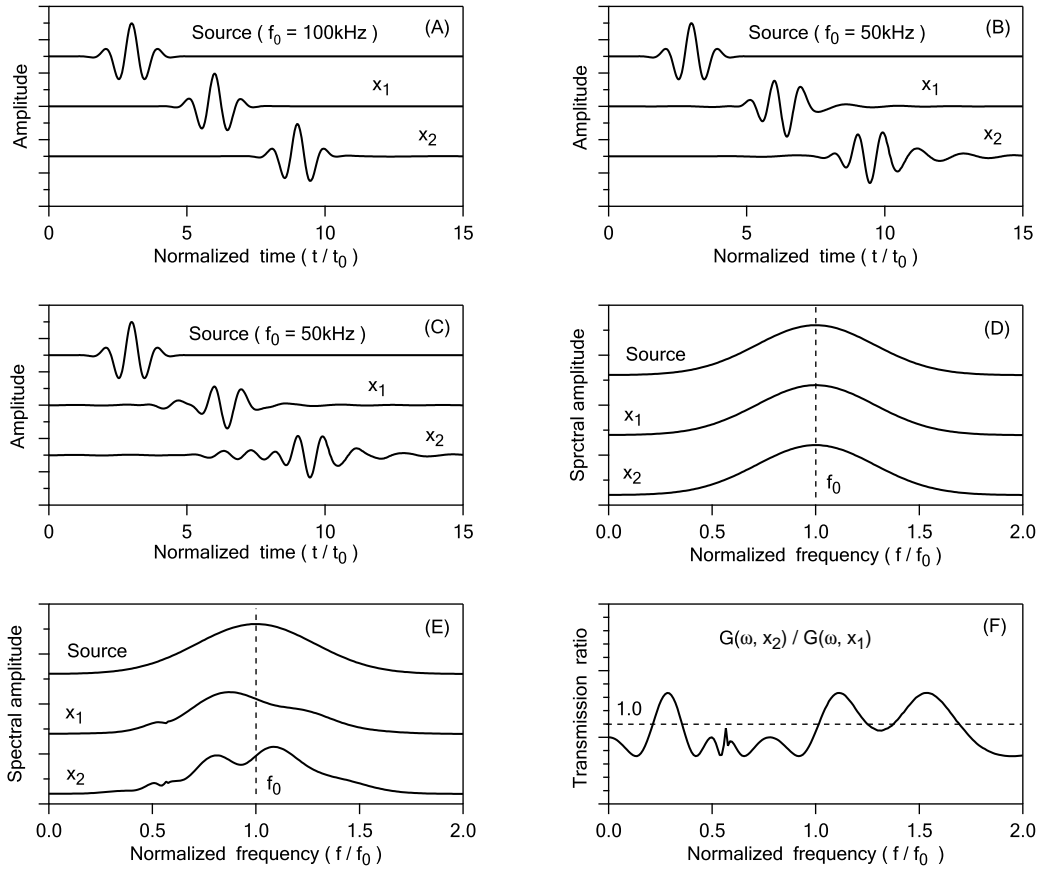 (A)
Source ( f0 = 100kHz )
x1
x2
Amplitude
0 5 10 15
Normalized time ( t / t0 )
(B)
Source ( f0 = 50kHz )
x1
x2
Amplitude
0 5 10 15
Normalized time ( t / t0 )
(C)
Source ( f0 = 50kHz )
x1
x2
Amplitude
0 5 10 15
Normalized time ( t / t0 )
(D)
Source
x1
x2
f0
Sprctral amplitude
0.0 0.5 1.0 2.0
Normalized frequency ( f / f0 )
(E)
Source
x1
x2
f0
Spectral amplitude
0.0 0.5 1.0 1.5 2.0
Normalized frequency ( f / f0 )
(F)
G(ω, x2) / G(ω, x1)
1.0
Transmission ratio
0.0 0.5 1.0 1.5 2.0
Normalized frequency ( f / f0 )